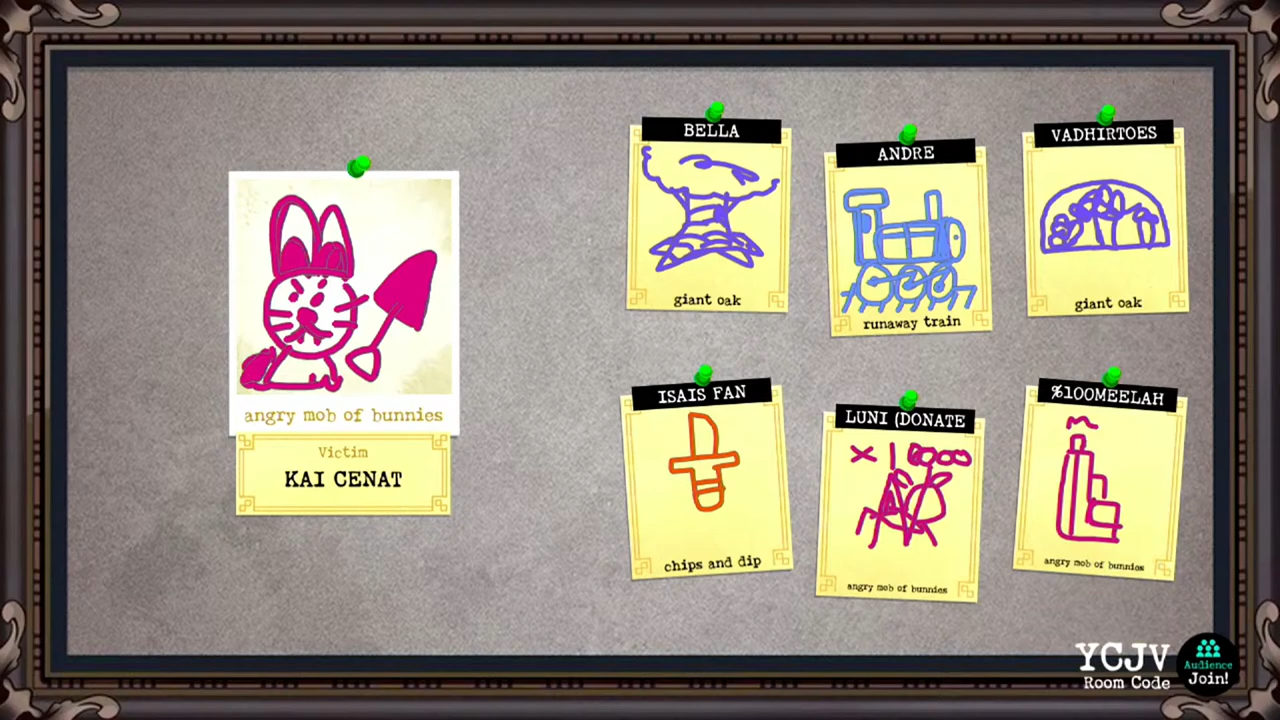 angry mob of bunnies
Victim
KAI CENAT
BELLA
giant oak
ANDRE
runaway train
VADHIRTOES
giant oak
ISAIS FAN
chips and dip
LUNI (DONATE
x 10000
angry mob of bunnies
%100MEELAH
angry mob of bunnies
YCJV
Room Code
Audience
Join!